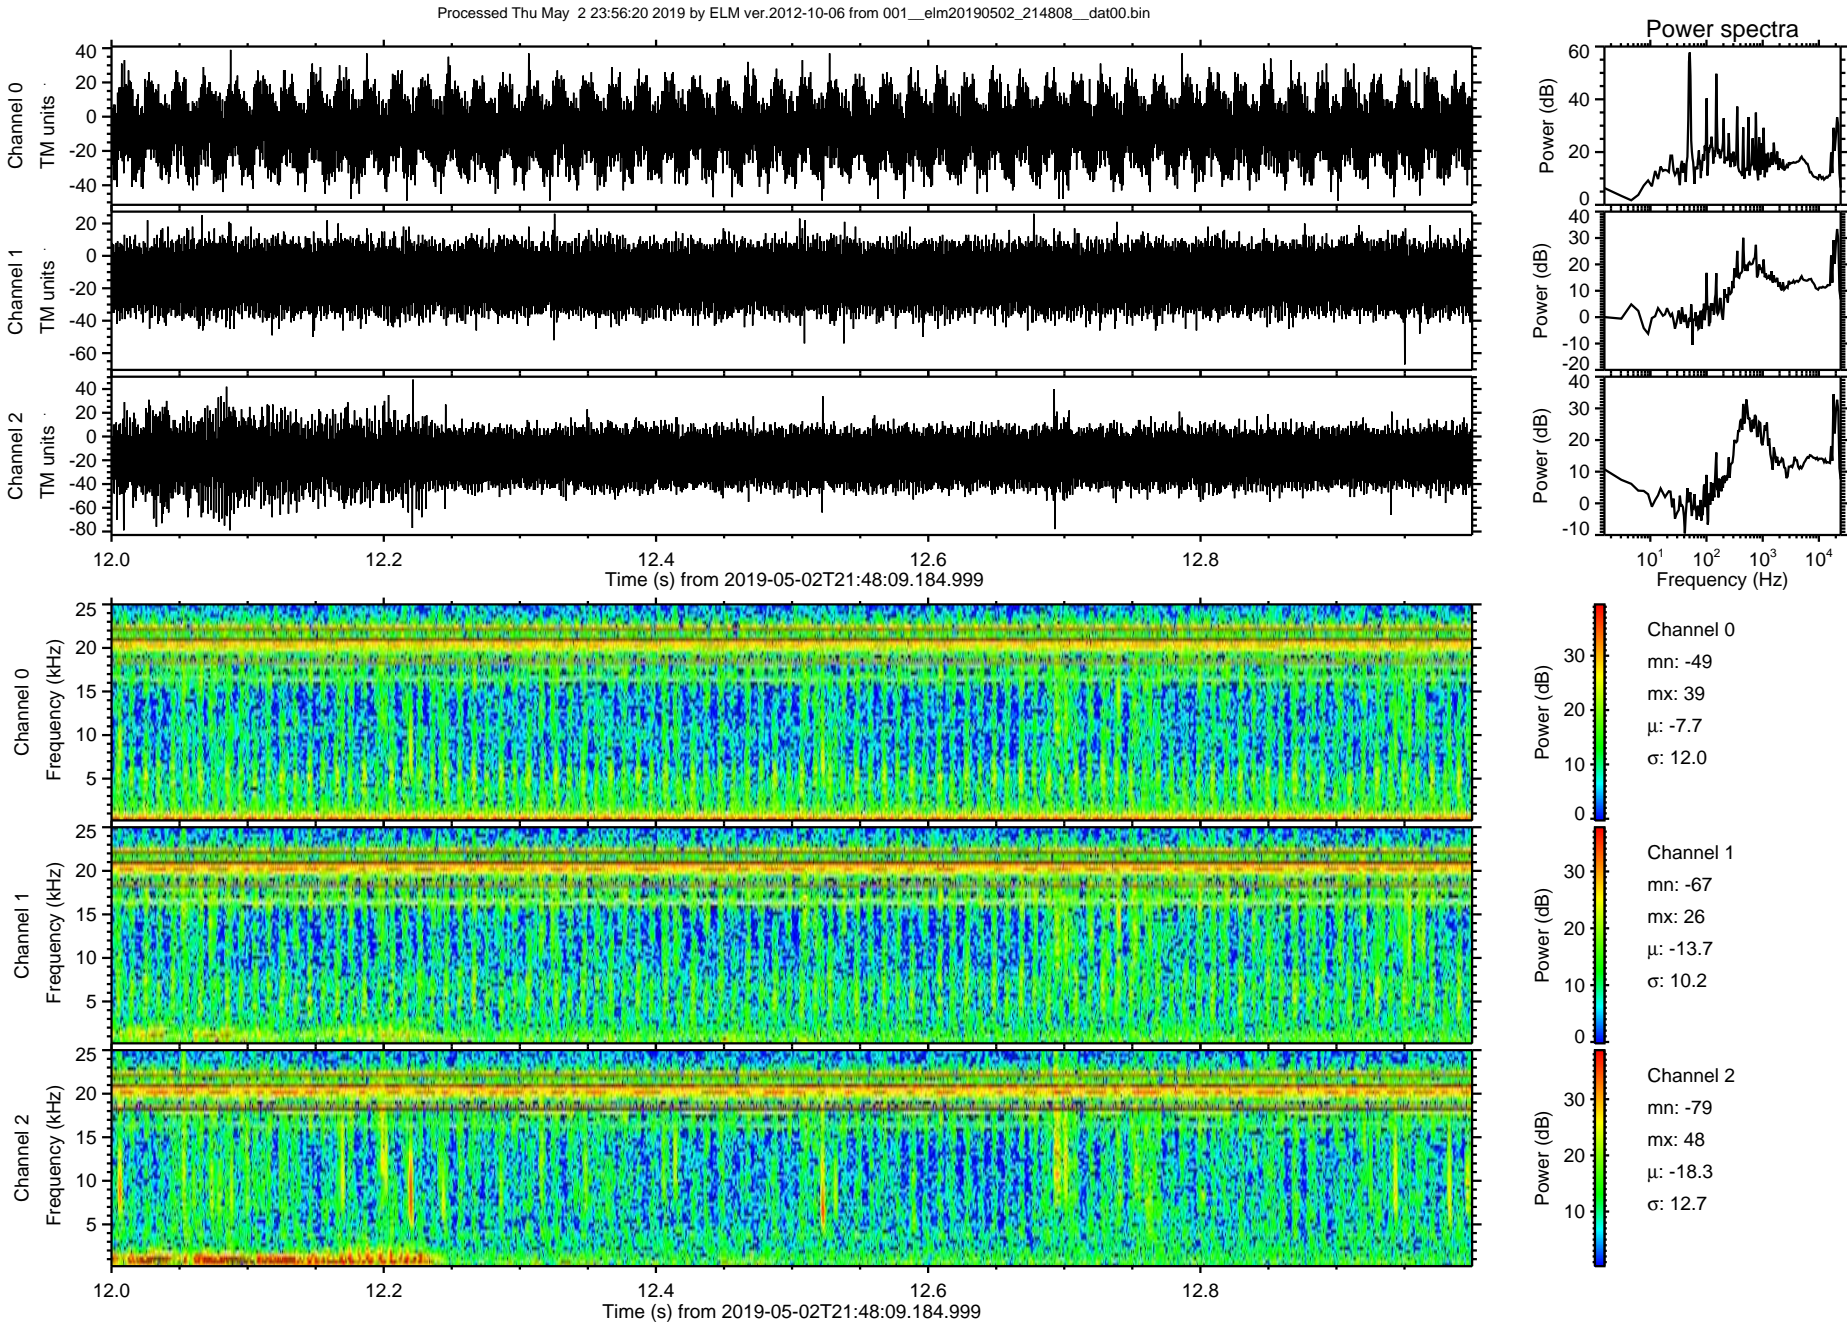 Processed Thu May  2 23:56:20 2019 by ELM ver.2012-10-06 from 001__elm20190502_214808__dat00.bin
Power spectra
Channel 0
TM units
40
20
0
-20
-40
Power (dB)
60
40
20
0
Channel 1
TM units
20
0
-20
-40
-60
Power (dB)
40
30
20
10
0
-10
-20
Channel 2
TM units
40
20
0
-20
-40
-60
-80
Power (dB)
40
30
20
10
0
-10
12.0 12.2 12.4 12.6 12.8
Time (s) from 2019-05-02T21:48:09.184.999
10^1 10^2 10^3 10^4
Frequency (Hz)
Channel 0
Frequency (kHz)
25
20
15
10
5
Power (dB)
30
20
10
0
Channel 0
mn: -49
mx: 39
μ: -7.7
σ: 12.0
Channel 1
Frequency (kHz)
25
20
15
10
5
Power (dB)
30
20
10
0
Channel 1
mn: -67
mx: 26
μ: -13.7
σ: 10.2
Channel 2
Frequency (kHz)
25
20
15
10
5
Power (dB)
30
20
10
Channel 2
mn: -79
mx: 48
μ: -18.3
σ: 12.7
12.0 12.2 12.4 12.6 12.8
Time (s) from 2019-05-02T21:48:09.184.999